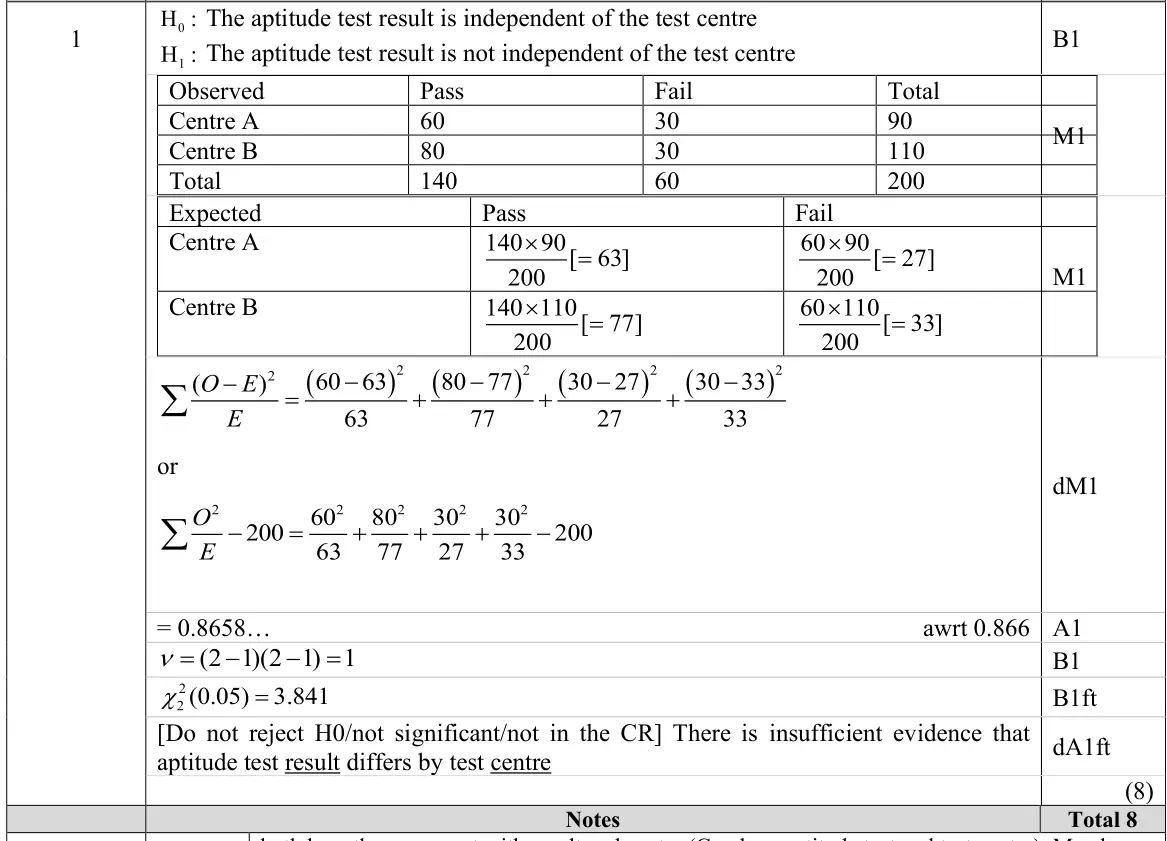 1
H₀ : The aptitude test result is independent of the test centre
H₁ : The aptitude test result is not independent of the test centre
B1
Observed Pass Fail Total
Centre A 60 30 90
Centre B 80 30 110
Total 140 60 200
M1
Expected Pass Fail
Centre A 140×90/200 [= 63] 60×90/200 [= 27]
Centre B 140×110/200 [= 77] 60×110/200 [= 33]
M1
∑ (O − E)²/E = (60−63)²/63 + (80−77)²/77 + (30−27)²/27 + (30−33)²/33
or
∑ O²/E − 200 = 60²/63 + 80²/77 + 30²/27 + 30²/33 − 200
dM1
= 0.8658… awrt 0.866 A1
ν = (2−1)(2−1) = 1 B1
χ₂²(0.05) = 3.841 B1ft
[Do not reject H0/not significant/not in the CR] There is insufficient evidence that
aptitude test result differs by test centre
dA1ft
(8)
Notes Total 8